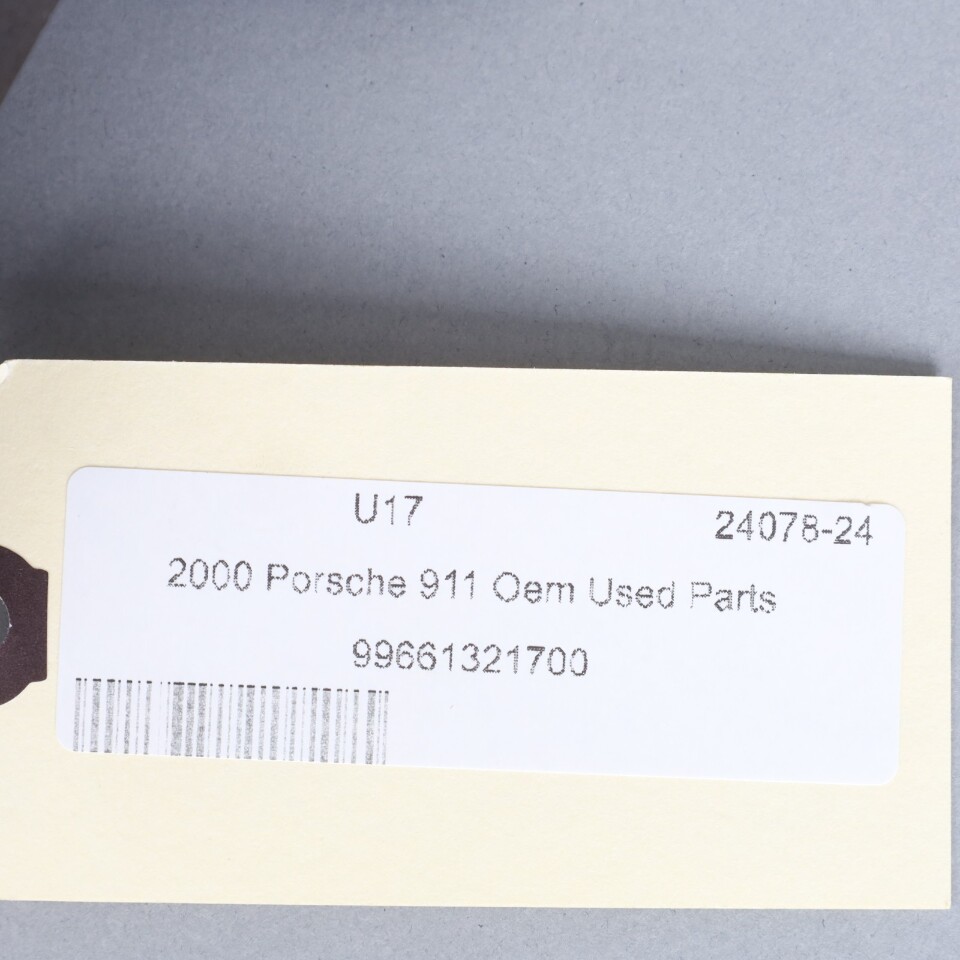 U17 24078-24
2000 Porsche 911 Oem Used Parts
99661321700